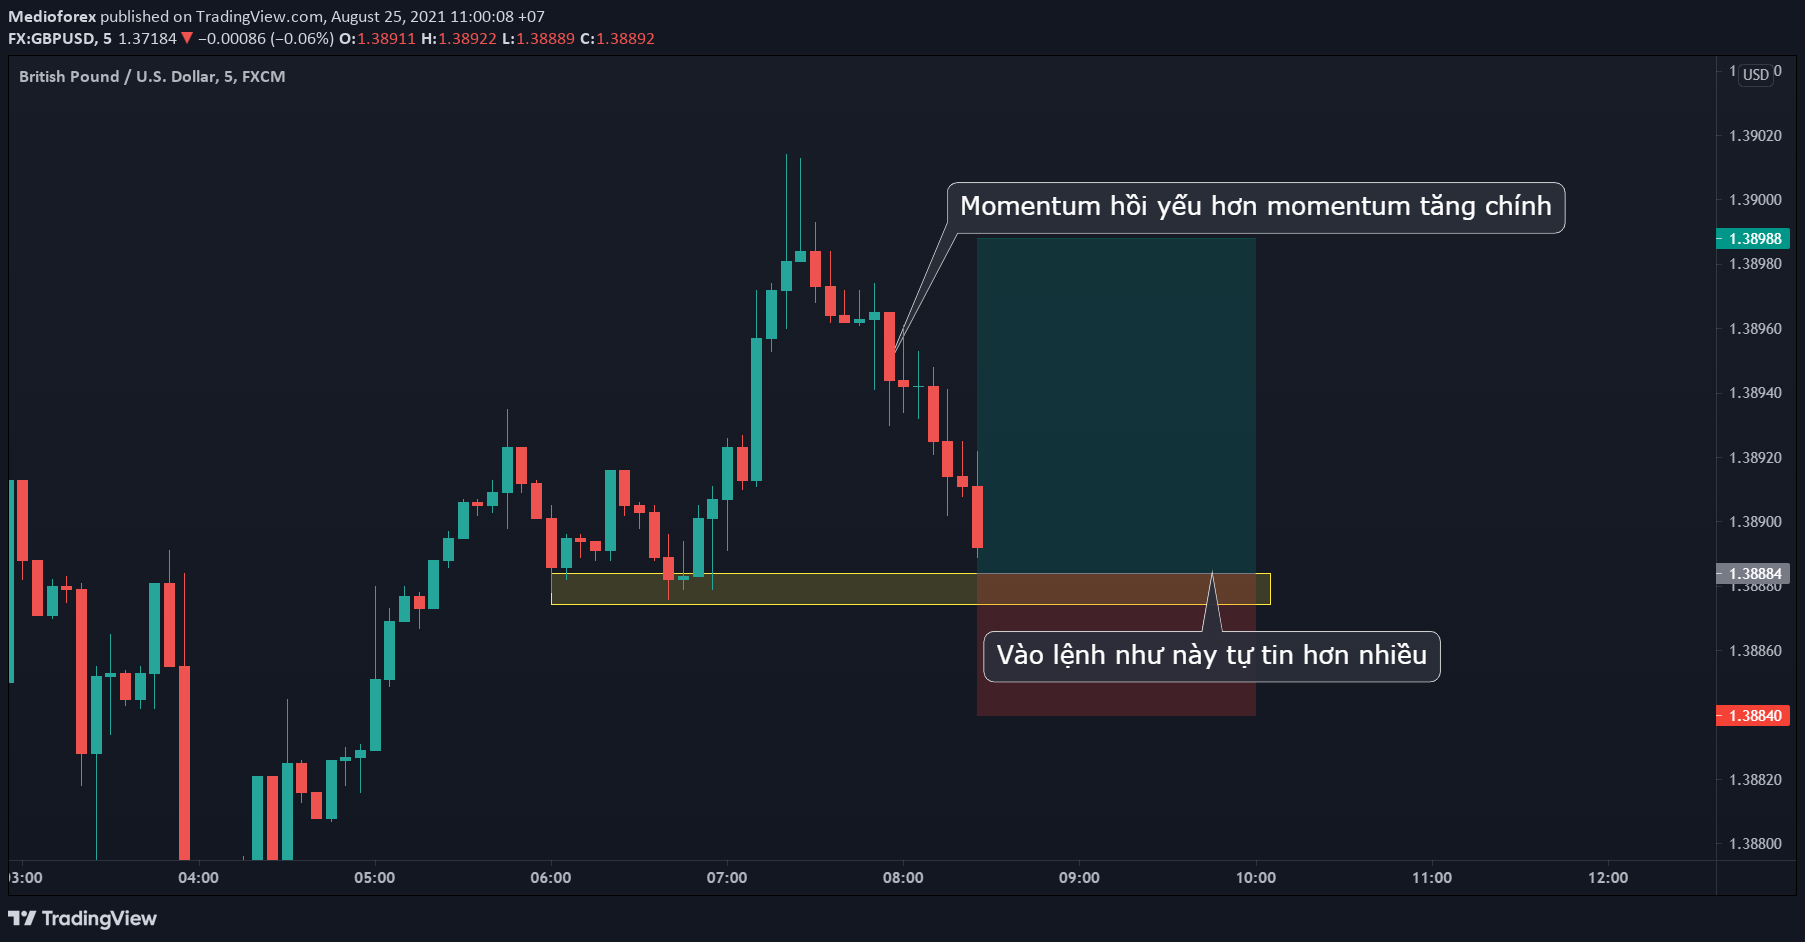 Medioforex published on TradingView.com, August 25, 2021 11:00:08 +07
FX:GBPUSD, 5 1.37184 ▼ −0.00086 (−0.06%) O:1.38911 H:1.38922 L:1.38889 C:1.38892
British Pound / U.S. Dollar, 5, FXCM
USD
1.39020
Momentum hồi yếu hơn momentum tăng chính
1.39000
1.38988
1.38980
1.38960
1.38940
1.38920
1.38900
1.38884
1.38880
Vào lệnh như này tự tin hơn nhiều
1.38860
1.38840
1.38820
1.38800
3:00 04:00 05:00 06:00 07:00 08:00 09:00 10:00 11:00 12:00
TradingView